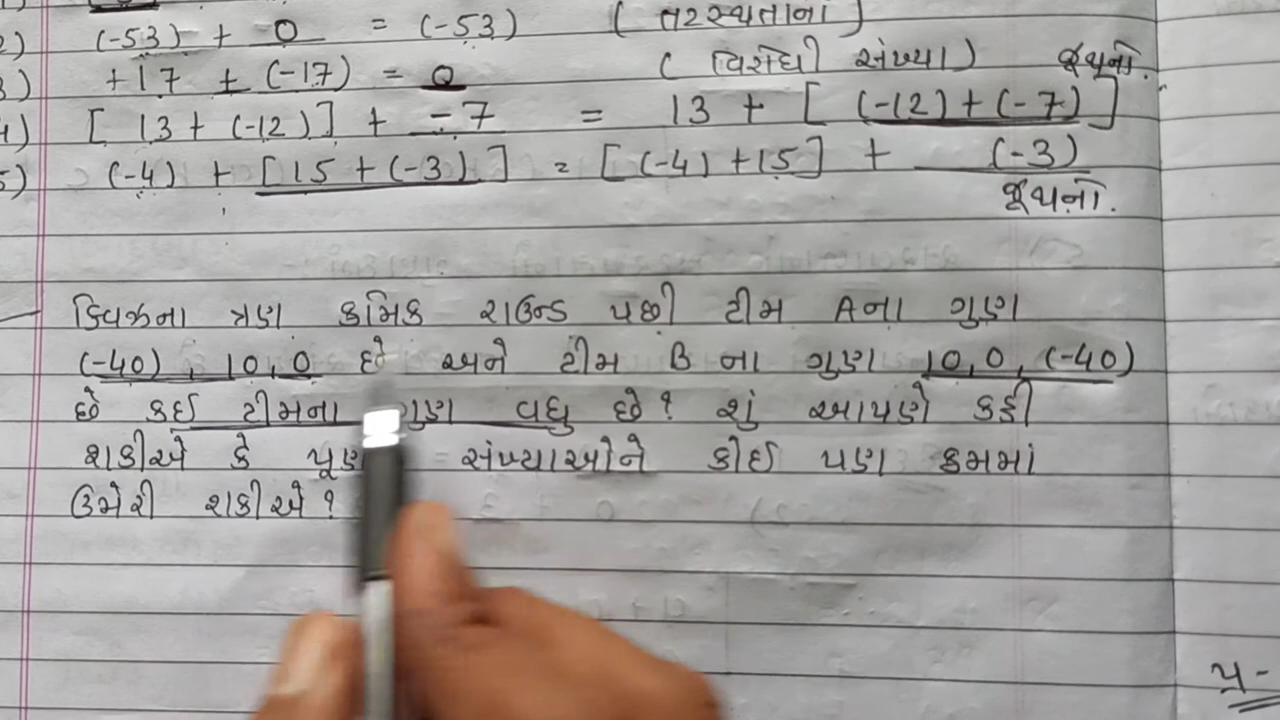 2) (-53) + 0 = (-53) (તટસ્થતાના)
3) +17 + (-17) = 0 (વિરોધી સંખ્યા) જૂથનો.
4) [13 + (-12)] + -7 = 13 + [(-12) + (-7)]
5) (-4) + [15 + (-3)] = [(-4) + 15] + (-3)
જૂથનો.
ક્વિઝના ત્રણ ક્રમિક રાઉન્ડ પછી ટીમ Aના ગુણ
(-40), 10, 0 છે અને ટીમ B ના ગુણ 10, 0, (-40)
છે કઈ ટીમના ગુણ વધુ છે? શું આપણે કહી
શકીએ કે સંખ્યાઓને કોઈ પણ ક્રમમાં
ઉમેરી શકીએ?